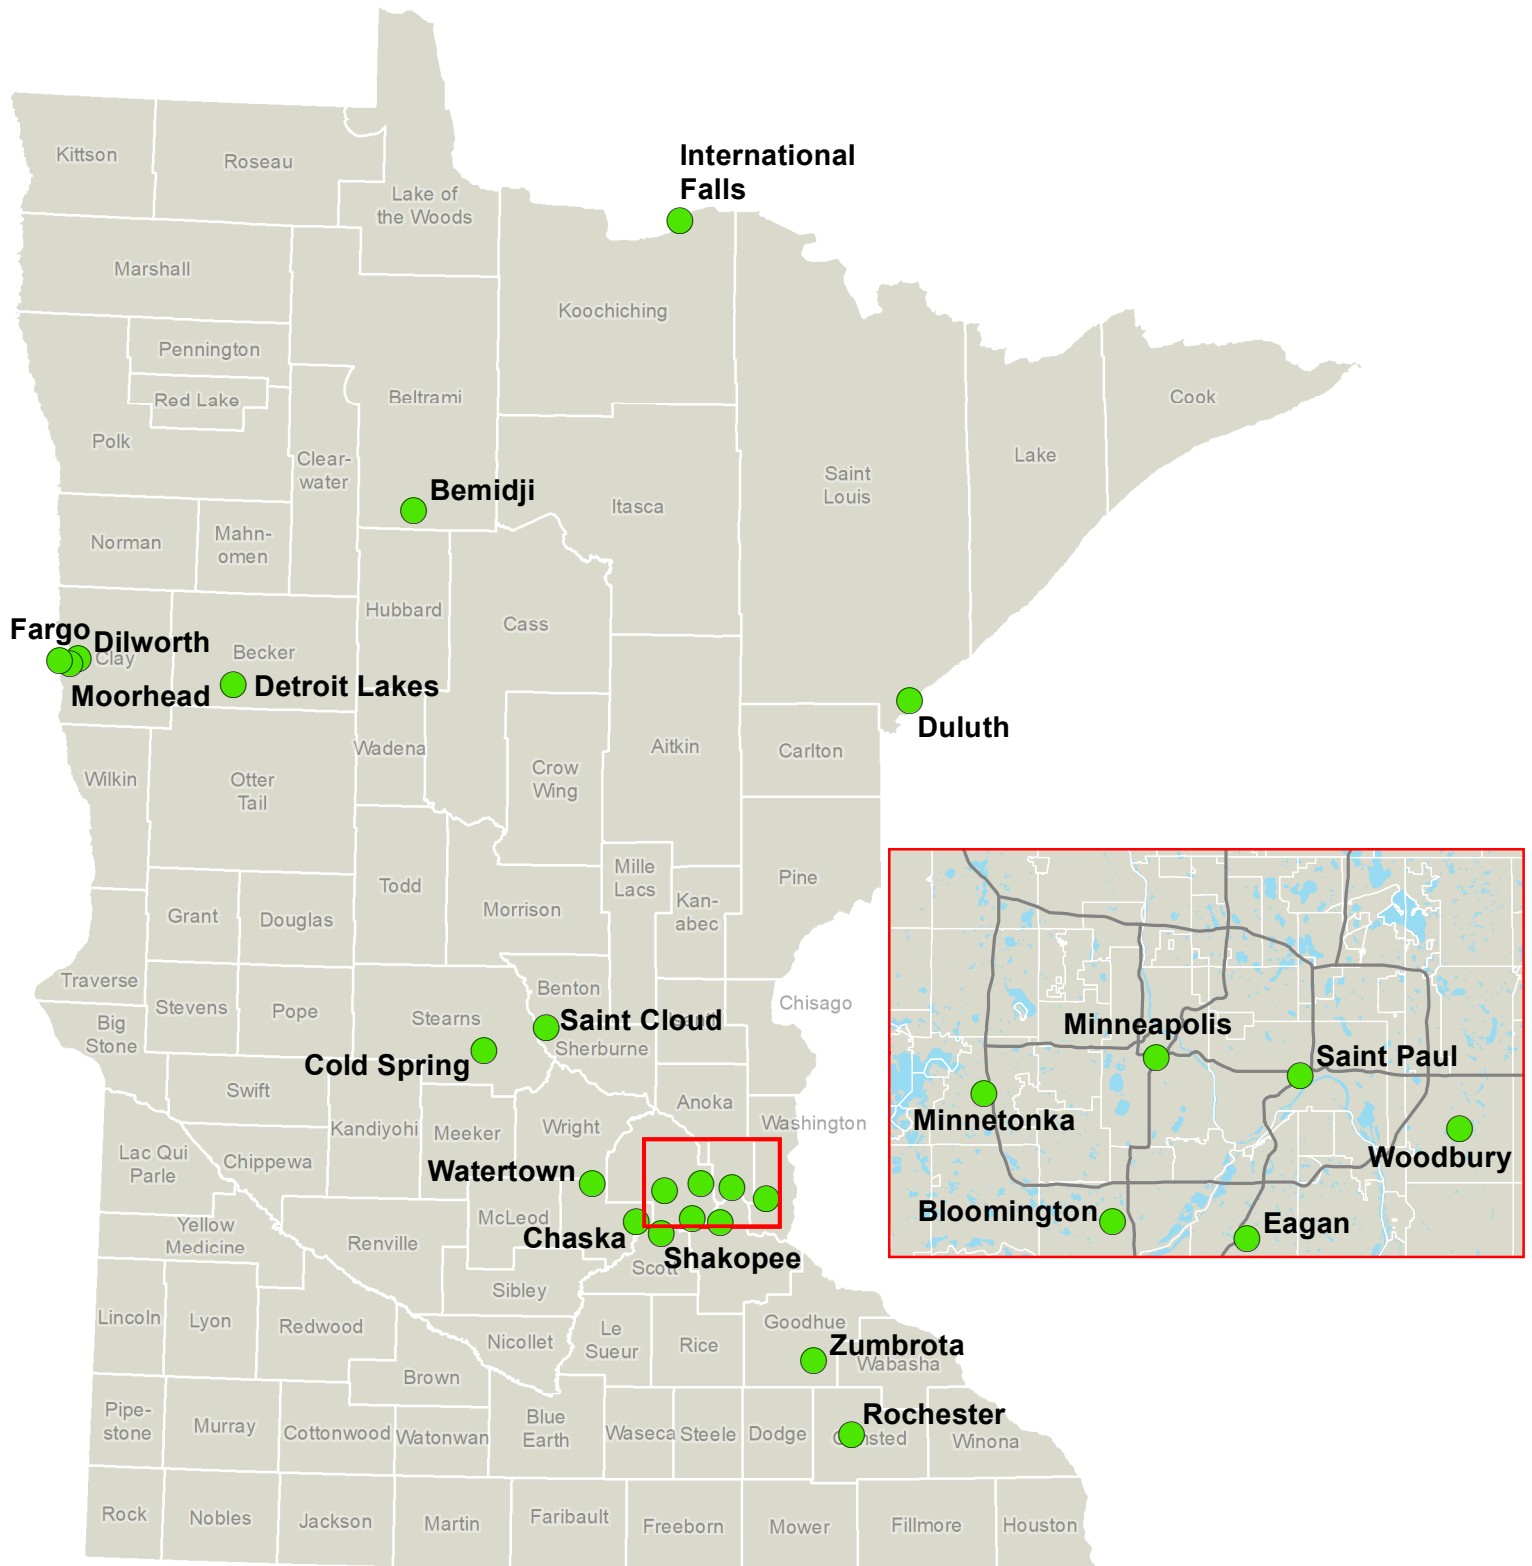 International
Falls
Kittson
Roseau
Lake of
the Woods
Marshall
Koochiching
Pennington
Red Lake
Beltrami
Cook
Polk
Clear-
water
Lake
Saint
Louis
Bemidji
Itasca
Norman
Mahn-
omen
Hubbard
Cass
Fargo
Dilworth
Clay
Becker
Moorhead
Detroit Lakes
Duluth
Wadena
Aitkin
Carlton
Wilkin
Otter
Tail
Crow
Wing
Mille
Lacs
Pine
Todd
Morrison
Kan-
abec
Grant
Douglas
Traverse
Benton
Chisago
Stevens
Pope
Stearns
Saint Cloud
Big
Stone
Sherburne
Cold Spring
Swift
Anoka
Washington
Kandiyohi
Meeker
Wright
Lac Qui
Parle
Chippewa
Watertown
McLeod
Yellow
Medicine
Renville
Chaska
Shakopee
Scott
Sibley
Lincoln
Lyon
Redwood
Nicollet
Le
Sueur
Rice
Goodhue
Zumbrota
Wabasha
Brown
Pipe-
stone
Murray
Cottonwood
Watonwan
Blue
Earth
Waseca
Steele
Dodge
Rochester
Winona
Rock
Nobles
Jackson
Martin
Faribault
Freeborn
Mower
Fillmore
Houston
Minneapolis
Saint Paul
Minnetonka
Woodbury
Bloomington
Eagan